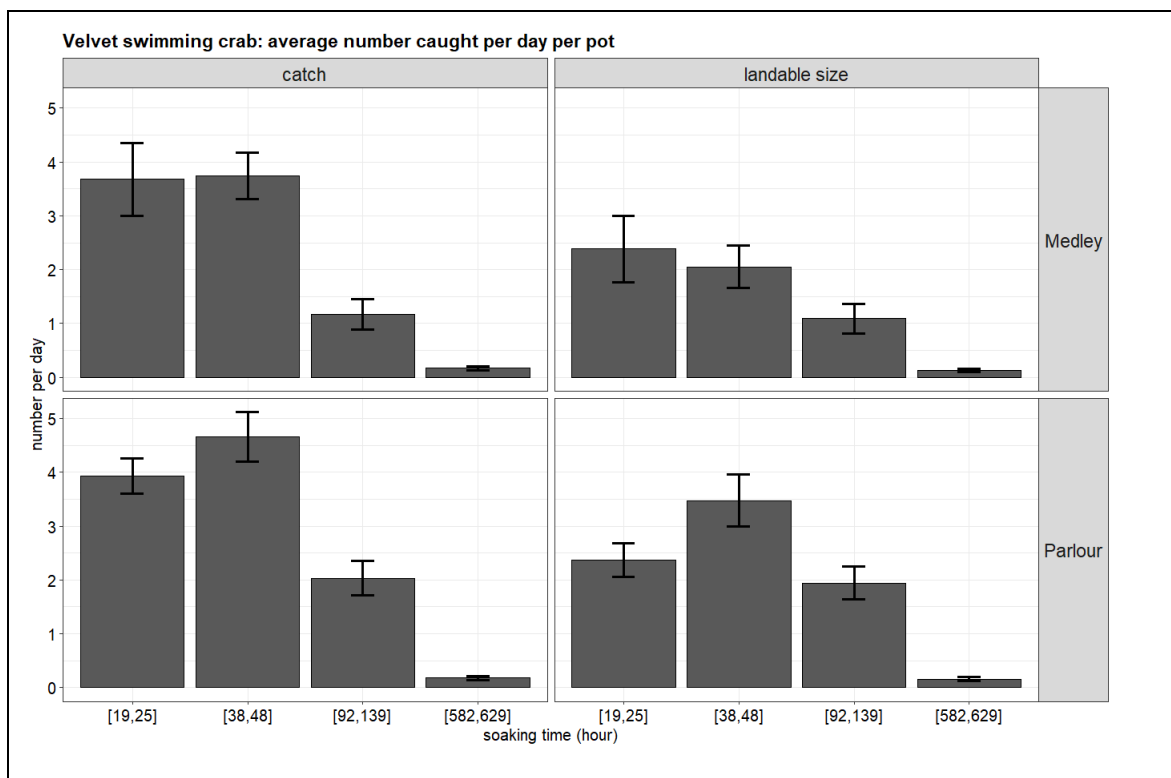 Velvet swimming crab: average number caught per day per pot
catch
landable size
5
4
3
2
1
0
Medley
5
4
3
2
1
0
Parlour
number per day
[19,25]
[38,48]
[92,139]
[582,629]
[19,25]
[38,48]
[92,139]
[582,629]
soaking time (hour)